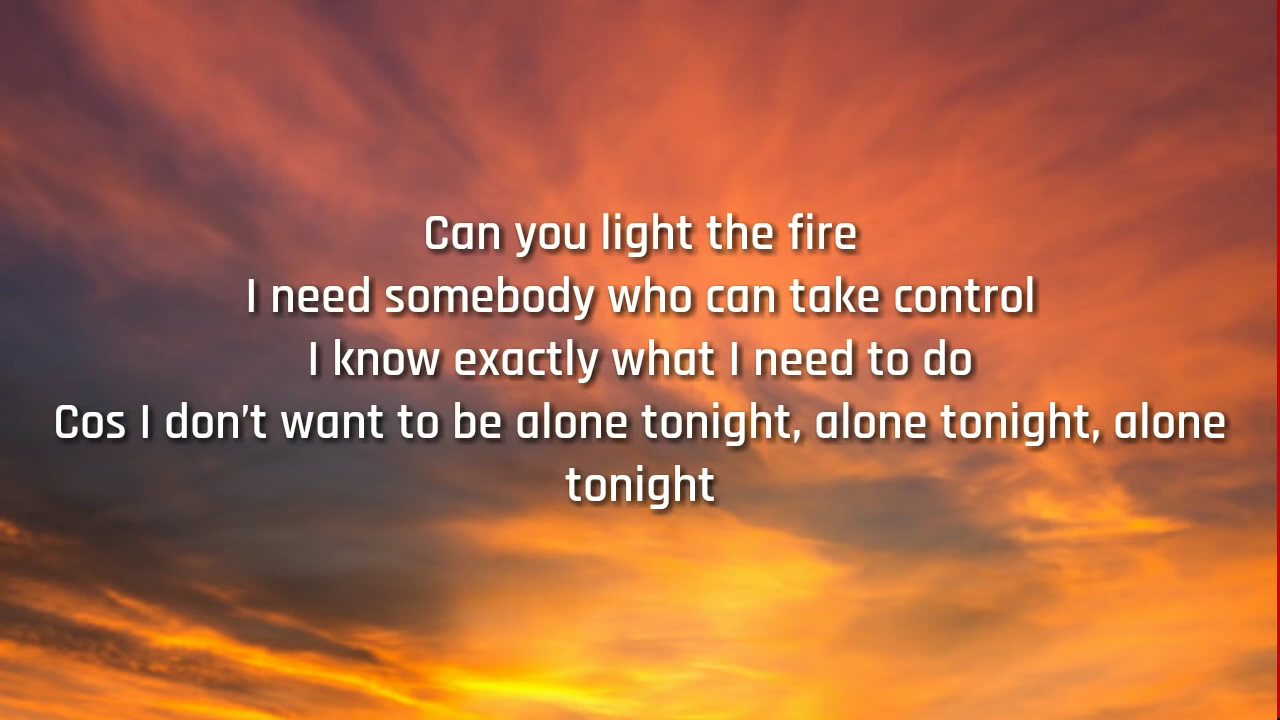 Can you light the fire
I need somebody who can take control
I know exactly what I need to do
Cos I don't want to be alone tonight, alone tonight, alone
tonight